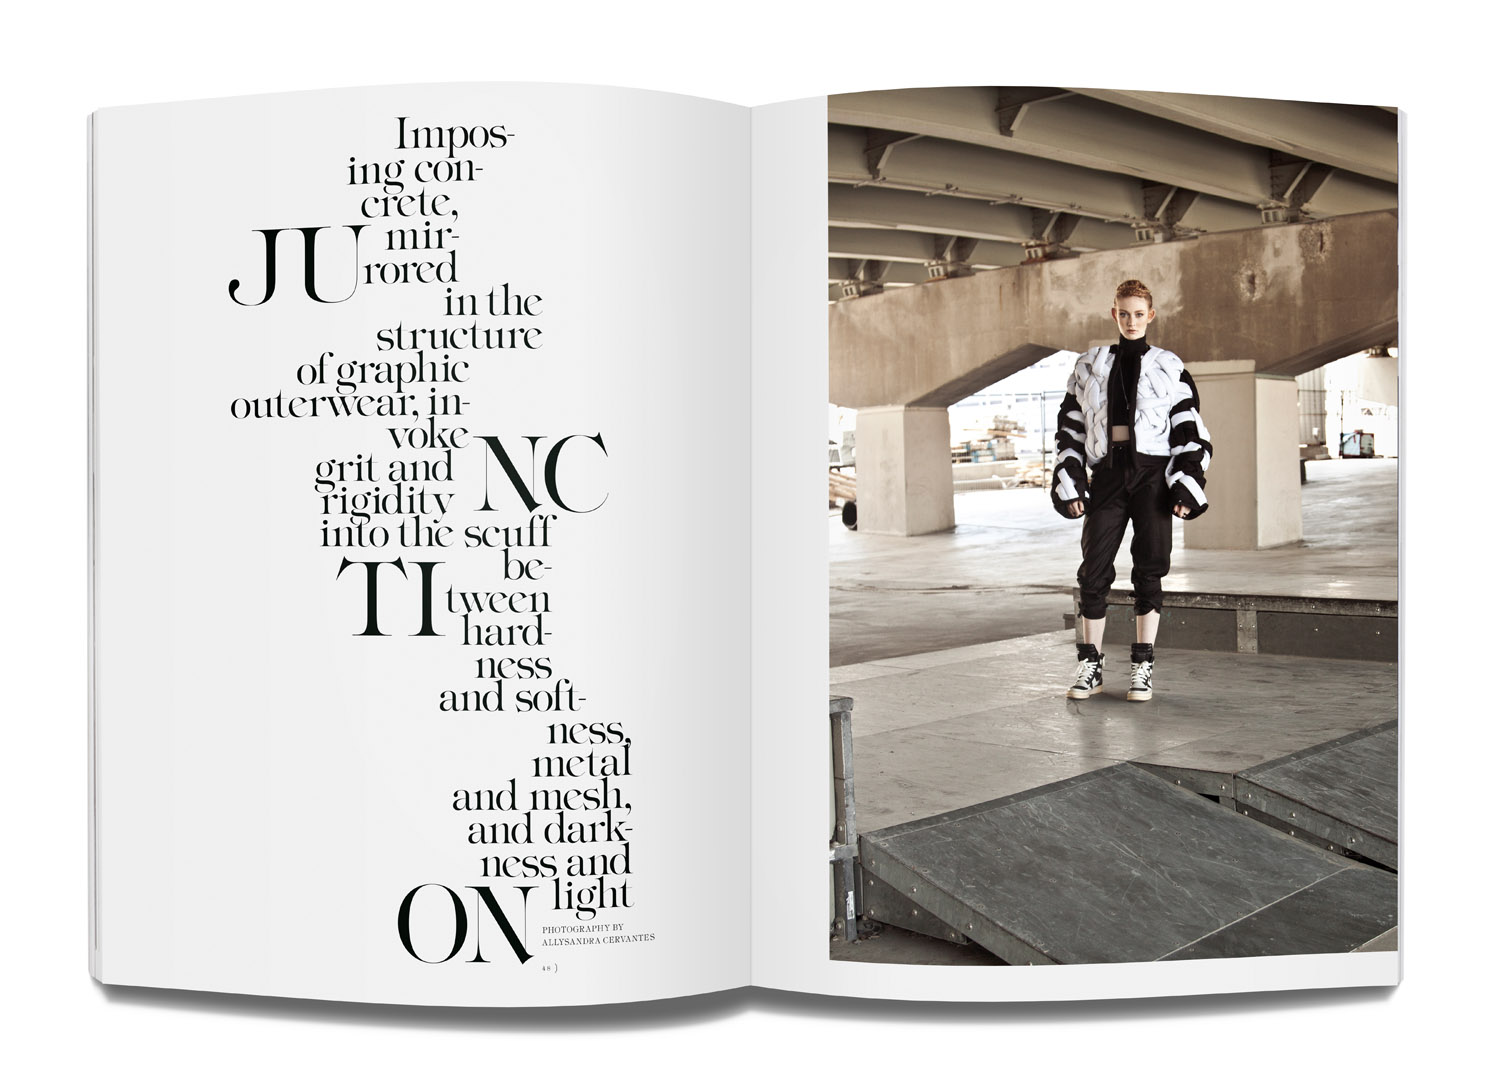 Impos-
ing con-
crete,
JU mir-
rored
in the
structure
of graphic
outerwear, in-
voke
NC
grit and
rigidity
into the scuff
be-
TI tween
hard-
ness
and soft-
ness,
metal
and mesh,
and dark-
ness and
ON light
PHOTOGRAPHY BY
ALLYSANDRA CERVANTES
48 )